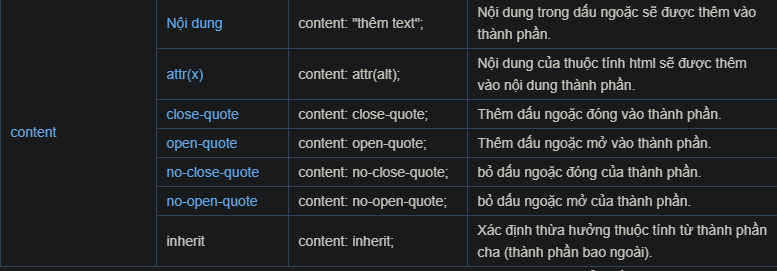 Nội dung content: "thêm text"; Nội dung trong dấu ngoặc sẽ được thêm vào
thành phần.
attr(x) content: attr(alt); Nội dung của thuộc tính html sẽ được thêm
vào nội dung thành phần.
close-quote content: close-quote; Thêm dấu ngoặc đóng vào thành phần.
content
open-quote content: open-quote; Thêm dấu ngoặc mở vào thành phần.
no-close-quote content: no-close-quote; bỏ dấu ngoặc đóng của thành phần.
no-open-quote content: no-open-quote; bỏ dấu ngoặc mở của thành phần.
inherit content: inherit; Xác định thừa hưởng thuộc tính từ thành phần
cha (thành phần bao ngoài).